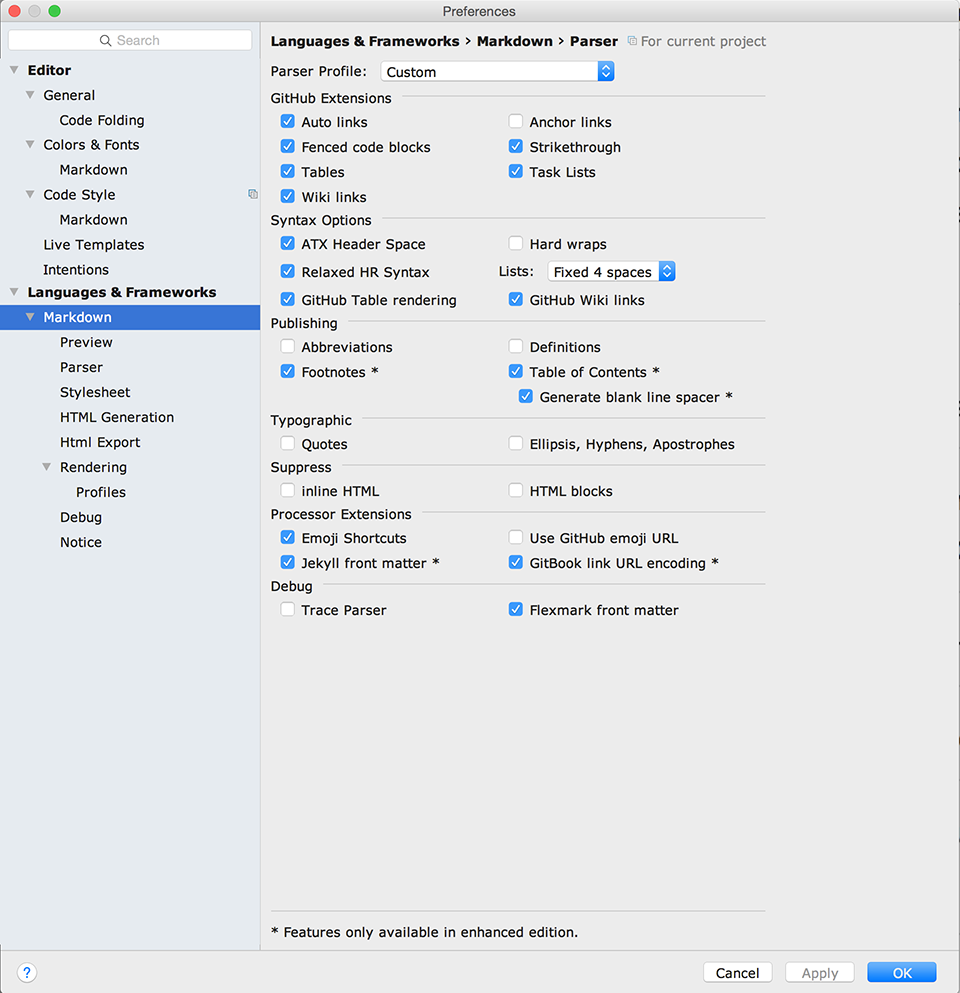 Preferences
Search
Editor
General
Code Folding
Colors & Fonts
Markdown
Code Style
Markdown
Live Templates
Intentions
Languages & Frameworks
Markdown
Preview
Parser
Stylesheet
HTML Generation
Html Export
Rendering
Profiles
Debug
Notice
Languages & Frameworks › Markdown › Parser For current project
Parser Profile: Custom
GitHub Extensions
Auto links Anchor links
Fenced code blocks Strikethrough
Tables Task Lists
Wiki links
Syntax Options
ATX Header Space Hard wraps
Relaxed HR Syntax Lists: Fixed 4 spaces
GitHub Table rendering GitHub Wiki links
Publishing
Abbreviations Definitions
Footnotes * Table of Contents *
Generate blank line spacer *
Typographic
Quotes Ellipsis, Hyphens, Apostrophes
Suppress
inline HTML HTML blocks
Processor Extensions
Emoji Shortcuts Use GitHub emoji URL
Jekyll front matter * GitBook link URL encoding *
Debug
Trace Parser Flexmark front matter
* Features only available in enhanced edition.
? Cancel Apply OK